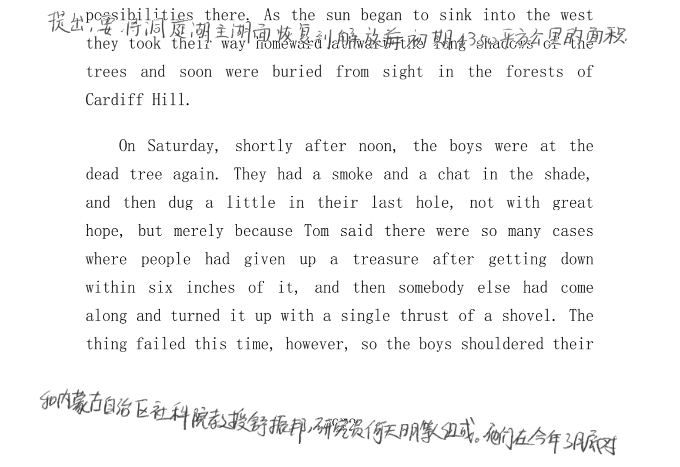 possibilities there. As the sun began to sink into the west
提出,要将洞庭湖主湖面恢复到解放前初期4350平方公里的面积
they took their way homeward athwart the long shadows of the
trees and soon were buried from sight in the forests of
Cardiff Hill.
On Saturday, shortly after noon, the boys were at the
dead tree again. They had a smoke and a chat in the shade,
and then dug a little in their last hole, not with great
hope, but merely because Tom said there were so many cases
where people had given up a treasure after getting down
within six inches of it, and then somebody else had come
along and turned it up with a single thrust of a shovel. The
thing failed this time, however, so the boys shouldered their
和内蒙古自治区社科院教授舒振邦,研究员何天明等组成。他们在今年3月底对